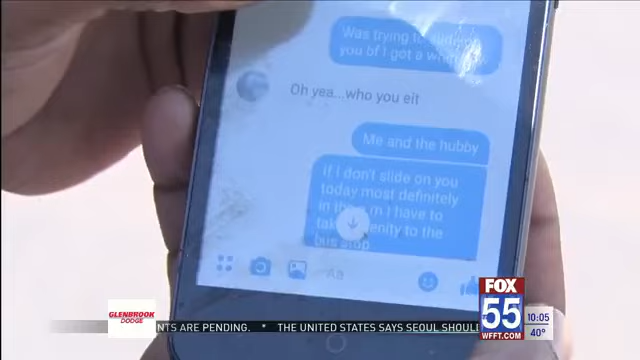 Was trying to
you bf I got a
Oh yea...who you eit
Me and the hubby
If I don't slide on you
today most definitely
in the m I have to
to the
bus stop
Aa
GLENBROOK
DODGE
NTS ARE PENDING. * THE UNITED STATES SAYS SEOUL SHOUL
FOX
55
WFFT.COM
10:05
40°